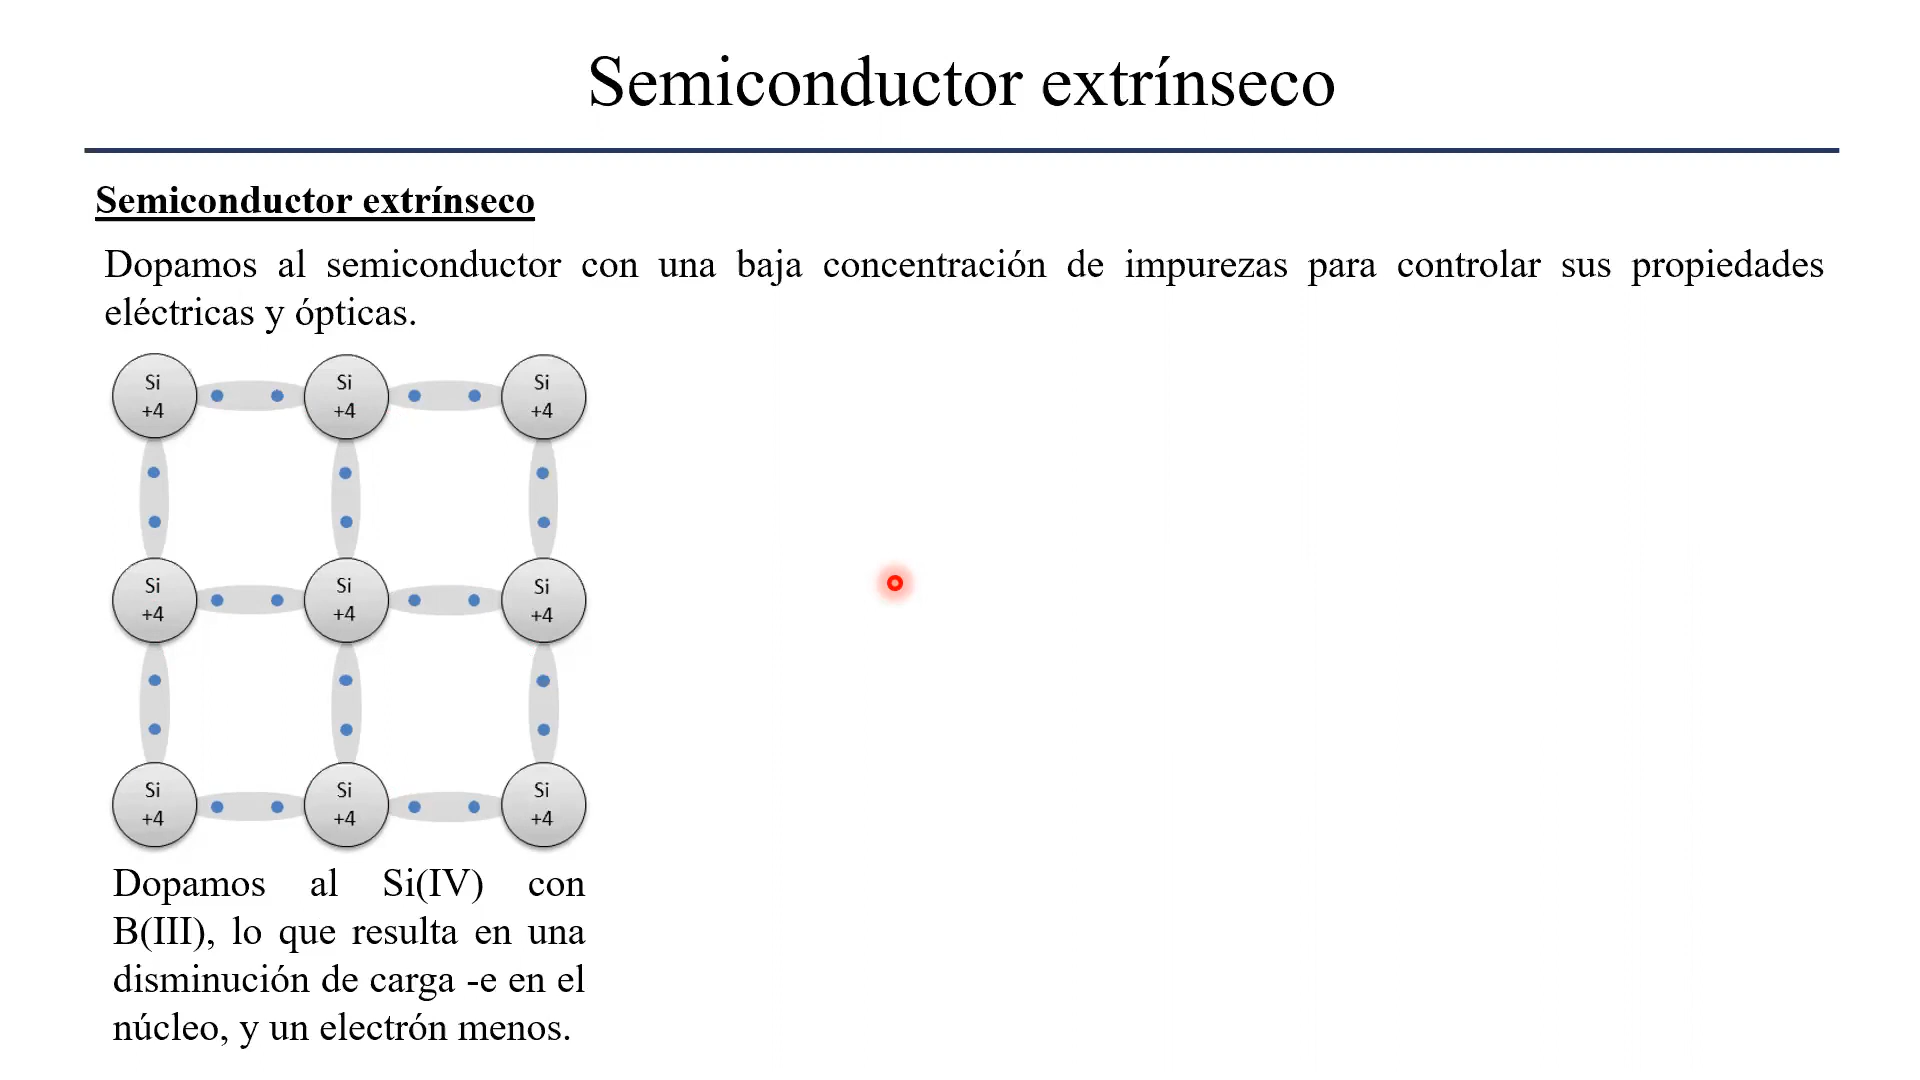 Semiconductor extrínseco
Semiconductor extrínseco
Dopamos al semiconductor con una baja concentración de impurezas para controlar sus propiedades
eléctricas y ópticas.
Si Si Si
+4 +4 +4
Si Si Si
+4 +4 +4
Si Si Si
+4 +4 +4
Dopamos al Si(IV) con
B(III), lo que resulta en una
disminución de carga -e en el
núcleo, y un electrón menos.